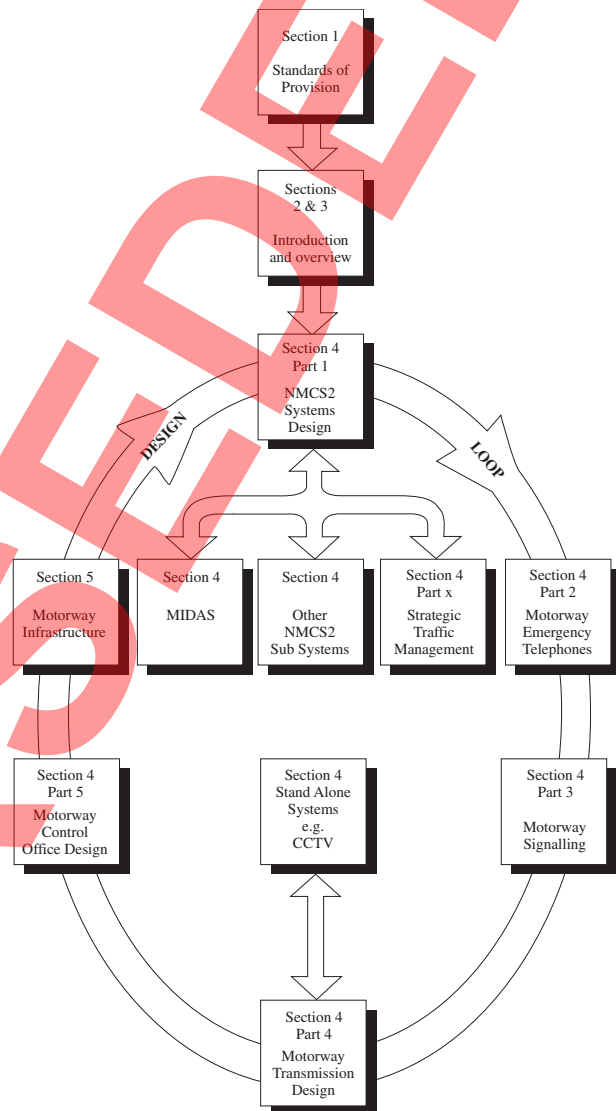 Section 1
Standards of
Provision
Sections
2 & 3
Introduction
and overview
Section 4
Part 1
NMCS2
Systems
Design
DESIGN
LOOP
Section 5
Motorway
Infrastructure
Section 4
MIDAS
Section 4
Other
NMCS2
Sub Systems
Section 4
Part x
Strategic
Traffic
Management
Section 4
Part 2
Motorway
Emergency
Telephones
Section 4
Part 5
Motorway
Control
Office Design
Section 4
Stand Alone
Systems
e.g.
CCTV
Section 4
Part 3
Motorway
Signalling
Section 4
Part 4
Motorway
Transmission
Design